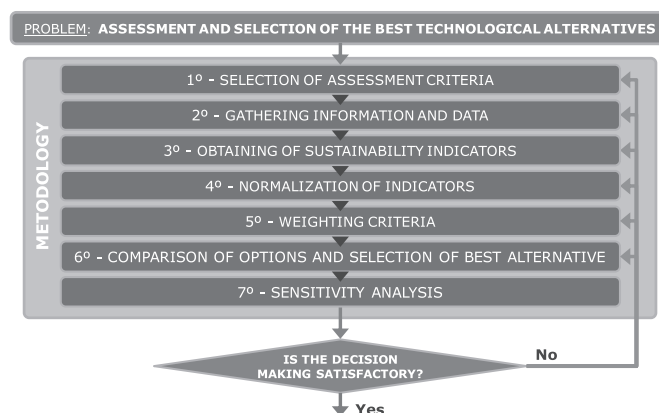 PROBLEM: ASSESSMENT AND SELECTION OF THE BEST TECHNOLOGICAL ALTERNATIVES
METODOLOGY
1º - SELECTION OF ASSESSMENT CRITERIA
2º - GATHERING INFORMATION AND DATA
3º - OBTAINING OF SUSTAINABILITY INDICATORS
4º - NORMALIZATION OF INDICATORS
5º - WEIGHTING CRITERIA
6º - COMPARISON OF OPTIONS AND SELECTION OF BEST ALTERNATIVE
7º - SENSITIVITY ANALYSIS
IS THE DECISION
MAKING SATISFACTORY?
No
Yes